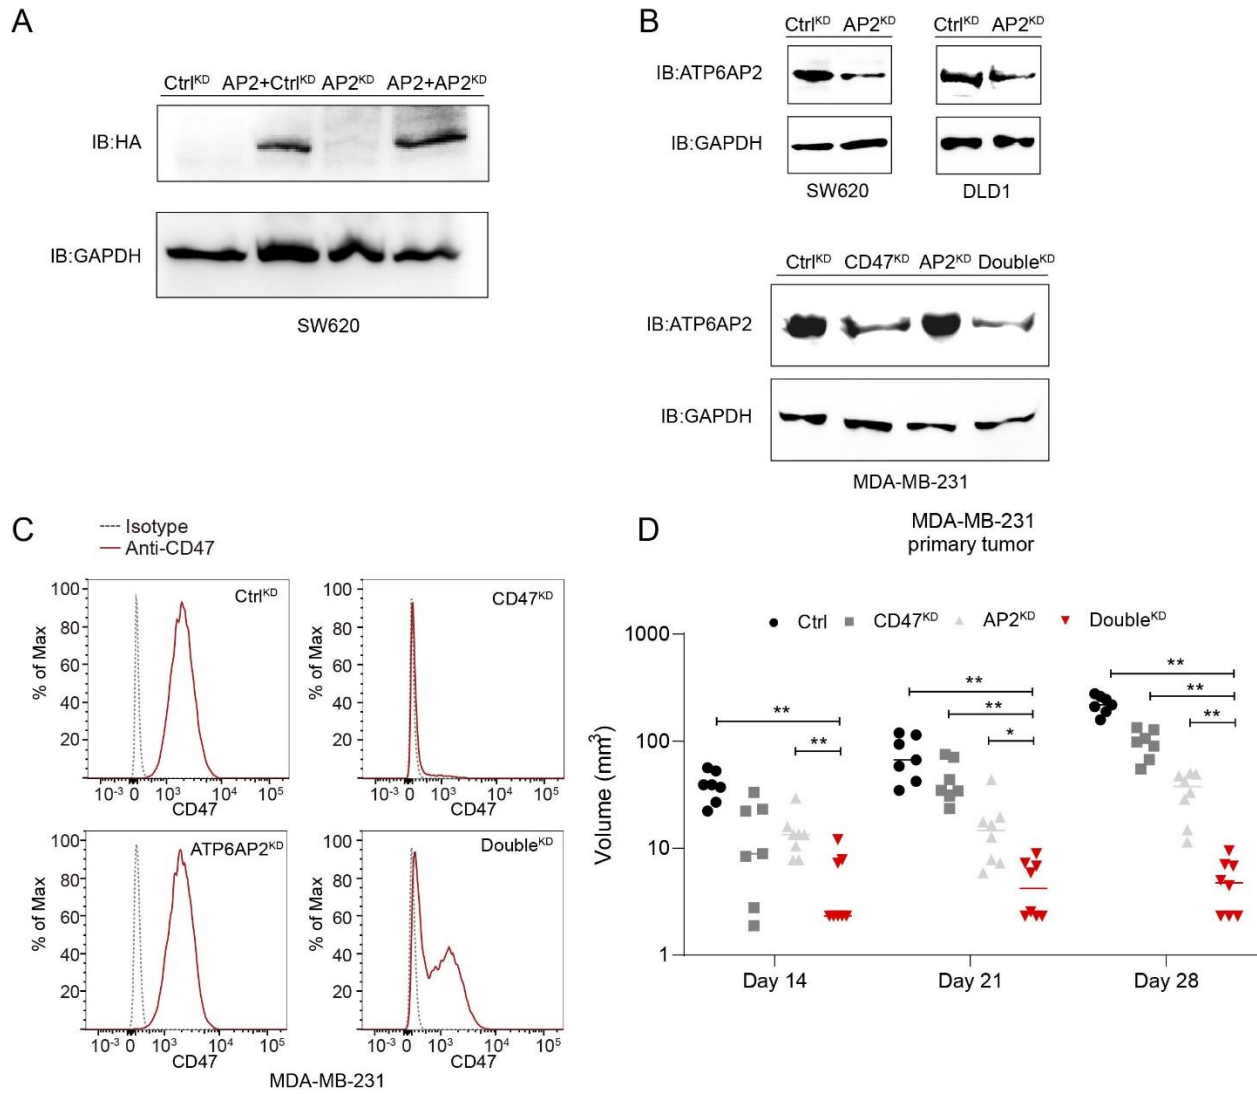 A
Ctrl^KD AP2+Ctrl^KD AP2^KD AP2+AP2^KD
IB:HA
IB:GAPDH
SW620
B
Ctrl^KD AP2^KD
Ctrl^KD AP2^KD
IB:ATP6AP2
IB:GAPDH
SW620
DLD1
Ctrl^KD CD47^KD AP2^KD Double^KD
IB:ATP6AP2
IB:GAPDH
MDA-MB-231
C
Isotype
Anti-CD47
% of Max
100
80
60
40
20
Ctrl^KD
10^-3 0 10^3 10^4 10^5
CD47
% of Max
100
80
60
40
20
CD47^KD
10^-3 0 10^3 10^4 10^5
CD47
% of Max
100
80
60
40
20
ATP6AP2^KD
10^-3 0 10^3 10^4 10^5
CD47
% of Max
100
80
60
40
20
Double^KD
10^-3 0 10^3 10^4 10^5
CD47
MDA-MB-231
D
MDA-MB-231
primary tumor
Ctrl CD47^KD AP2^KD Double^KD
Volume (mm^3)
1000
100
10
1
**
**
**
**
*
**
**
**
Day 14 Day 21 Day 28